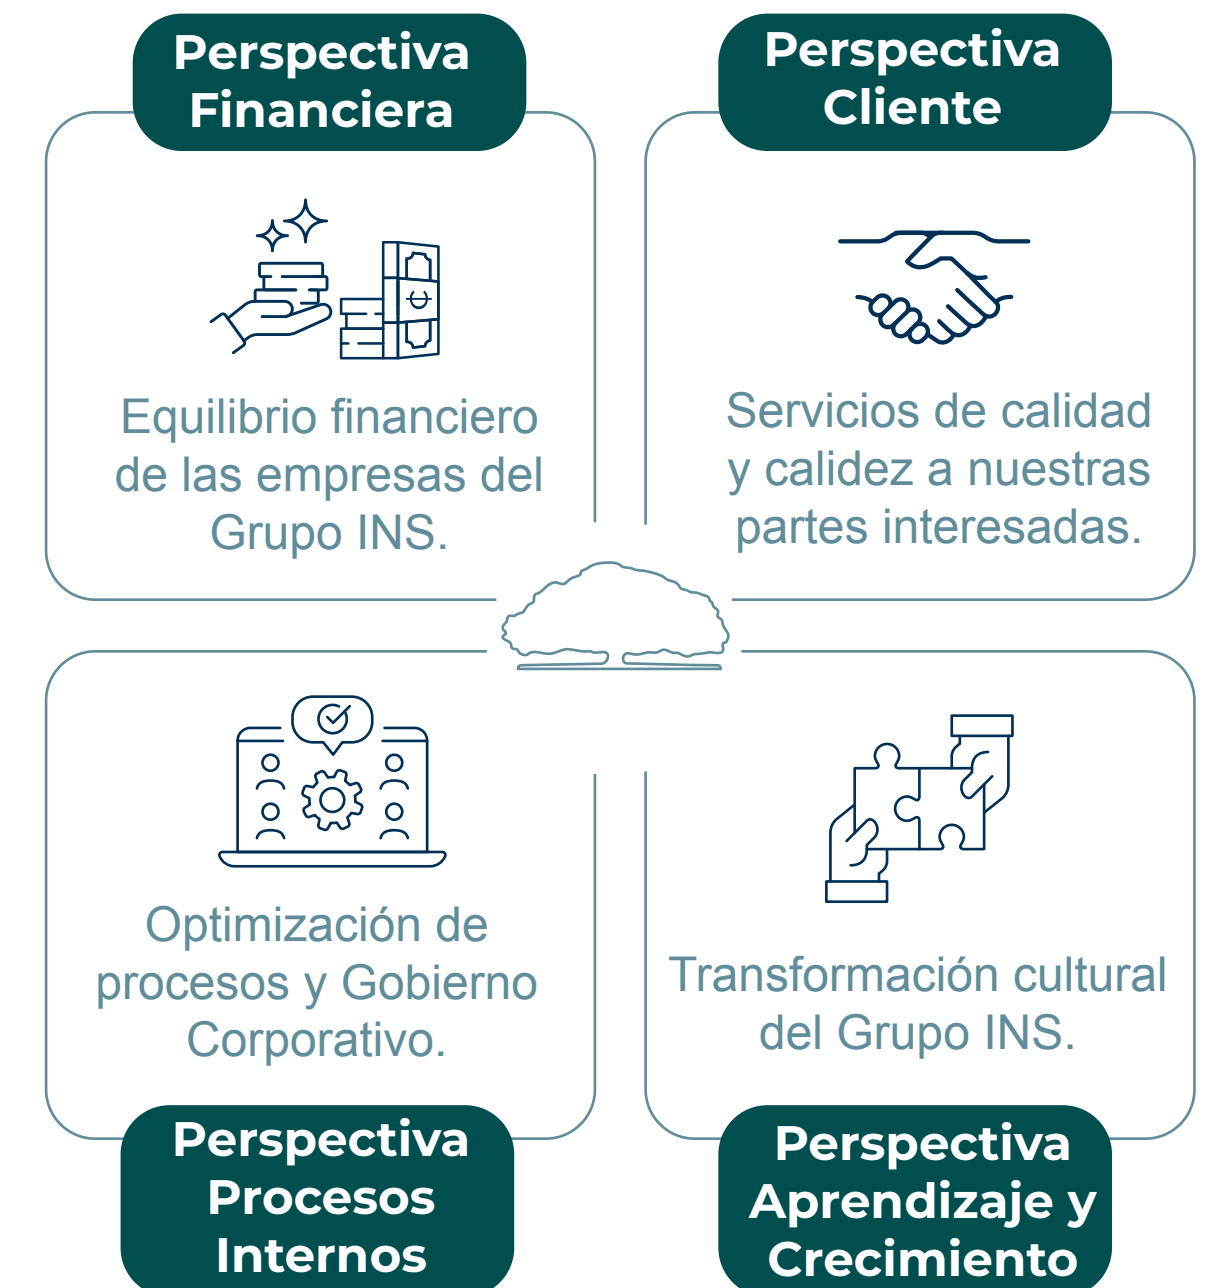 Perspectiva
Financiera
Equilibrio financiero
de las empresas del
Grupo INS.
Perspectiva
Cliente
Servicios de calidad
y calidez a nuestras
partes interesadas.
Optimización de
procesos y Gobierno
Corporativo.
Perspectiva
Procesos
Internos
Transformación cultural
del Grupo INS.
Perspectiva
Aprendizaje y
Crecimiento